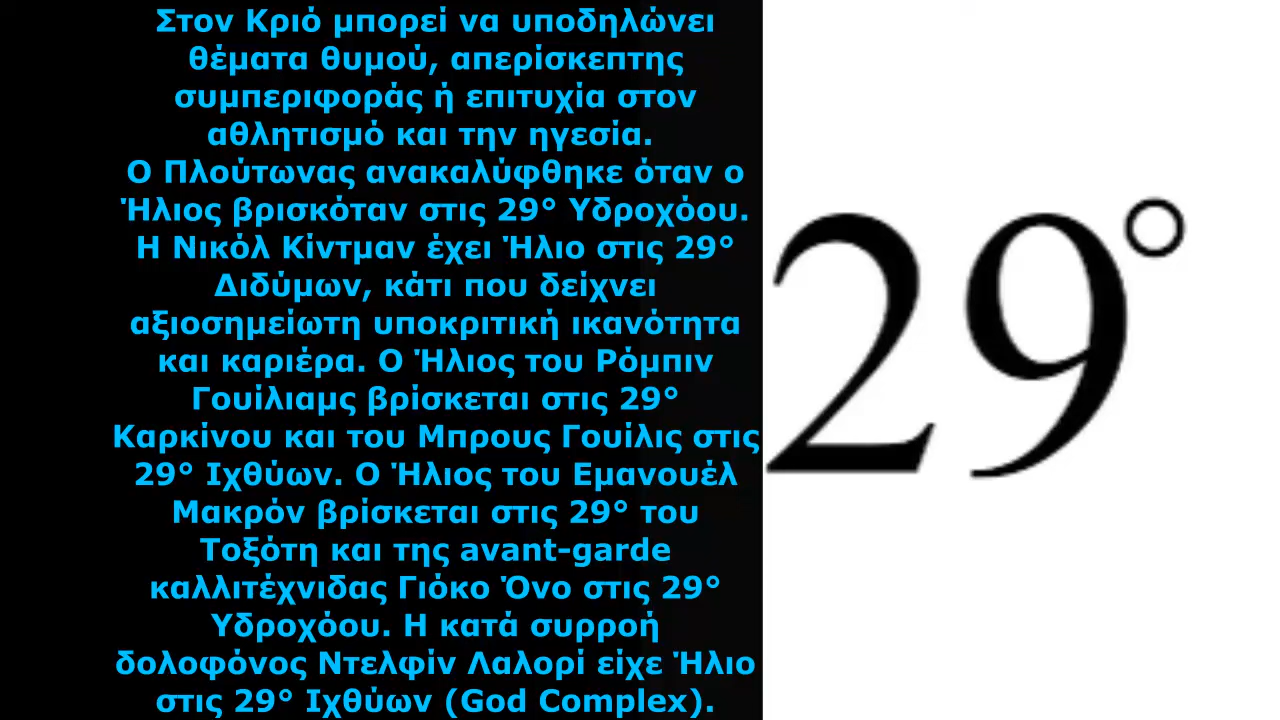 Στον Κριό μπορεί να υποδηλώνει
θέματα θυμού, απερίσκεπτης
συμπεριφοράς ή επιτυχία στον
αθλητισμό και την ηγεσία.
Ο Πλούτωνας ανακαλύφθηκε όταν ο
Ήλιος βρισκόταν στις 29° Υδροχόου.
Η Νικόλ Κίντμαν έχει Ήλιο στις 29°
Διδύμων, κάτι που δείχνει
αξιοσημείωτη υποκριτική ικανότητα
και καριέρα. Ο Ήλιος του Ρόμπιν
Γουίλιαμς βρίσκεται στις 29°
Καρκίνου και του Μπρους Γουίλις στις
29° Ιχθύων. Ο Ήλιος του Εμανουέλ
Μακρόν βρίσκεται στις 29° του
Τοξότη και της avant-garde
καλλιτέχνιδας Γιόκο Όνο στις 29°
Υδροχόου. Η κατά συρροή
δολοφόνος Ντελφίν Λαλορί είχε Ήλιο
στις 29° Ιχθύων (God Complex).
29°